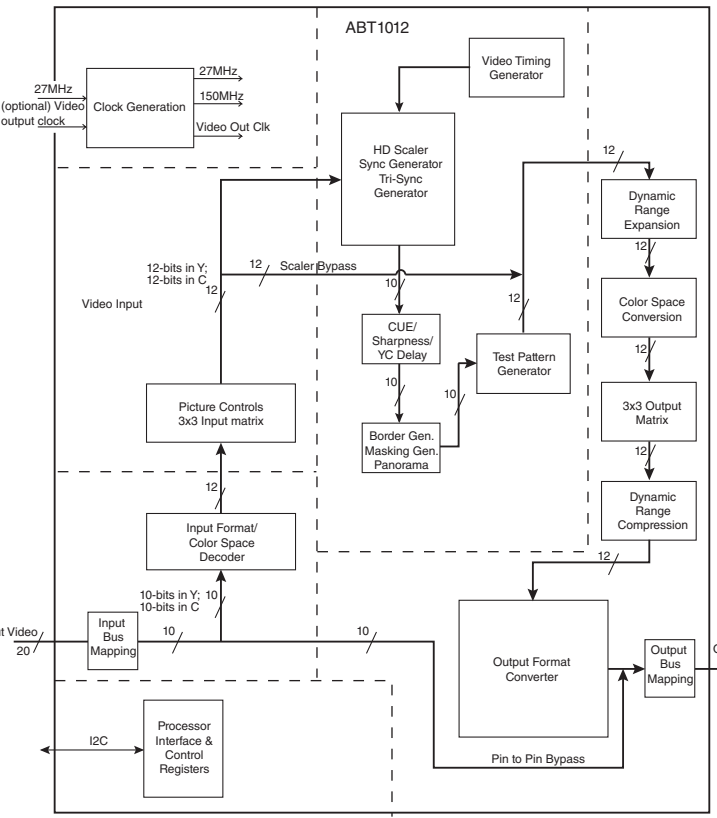 ABT1012
27MHz
(optional) Video
output clock
Clock Generation
27MHz
150MHz
Video Out Clk
Video Timing
Generator
HD Scaler
Sync Generator
Tri-Sync
Generator
12
Dynamic
Range
Expansion
12
12-bits in Y;
12-bits in C
12
12
Scaler Bypass
10
12
Video Input
Color Space
Conversion
12
CUE/
Sharpness/
YC Delay
Test Pattern
Generator
10
10
Picture Controls
3x3 Input matrix
3x3 Output
Matrix
12
Border Gen.
Masking Gen.
Panorama
12
Input Format/
Color Space
Decoder
Dynamic
Range
Compression
12
10-bits in Y;
10-bits in C
10
Video
20
Input
Bus
Mapping
10
10
Output Format
Converter
Output
Bus
Mapping
Pin to Pin Bypass
I2C
Processor
Interface &
Control
Registers